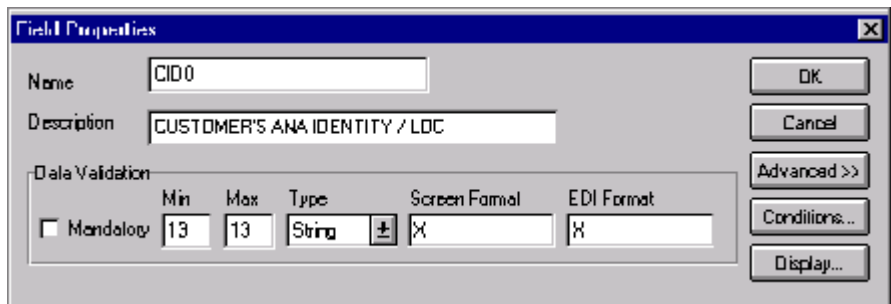 Field Properties
Name CID0 OK
Description CUSTOMER'S ANA IDENTITY / LOC Cancel
Data Validation Advanced >>
Min Max Type Screen Format EDI Format
Mandatory 13 13 String X X Conditions...
Display...